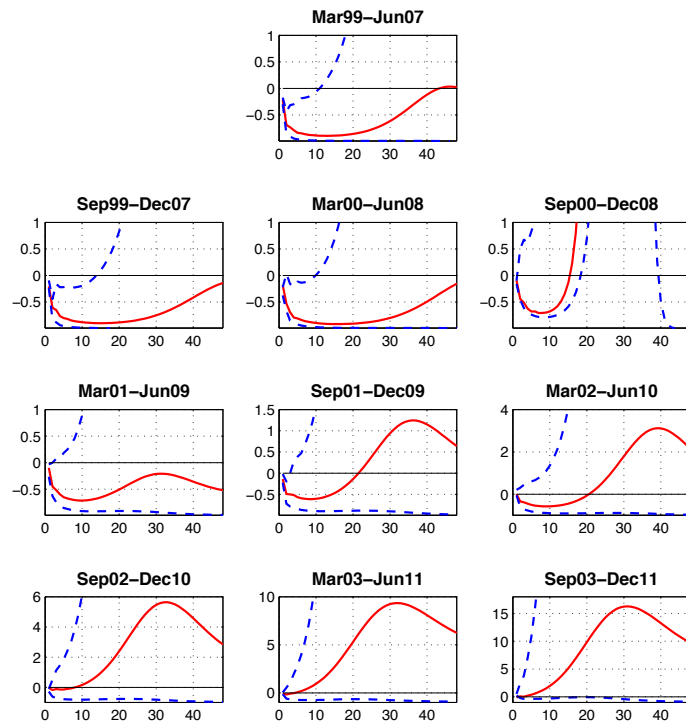 Mar99−Jun07
1
0.5
0
−0.5
0 10 20 30 40
Sep99−Dec07 Mar00−Jun08 Sep00−Dec08
1 1 1
0.5 0.5 0.5
0 0 0
−0.5 −0.5 −0.5
0 10 20 30 40 0 10 20 30 40 0 10 20 30 40
Mar01−Jun09 Sep01−Dec09 Mar02−Jun10
1 1.5 4
0.5 1 2
0 0.5 0
−0.5 0
−0.5
0 10 20 30 40 0 10 20 30 40 0 10 20 30 40
Sep02−Dec10 Mar03−Jun11 Sep03−Dec11
6 10 15
4 5 10
2 0 5
0 0
0 10 20 30 40 0 10 20 30 40 0 10 20 30 40